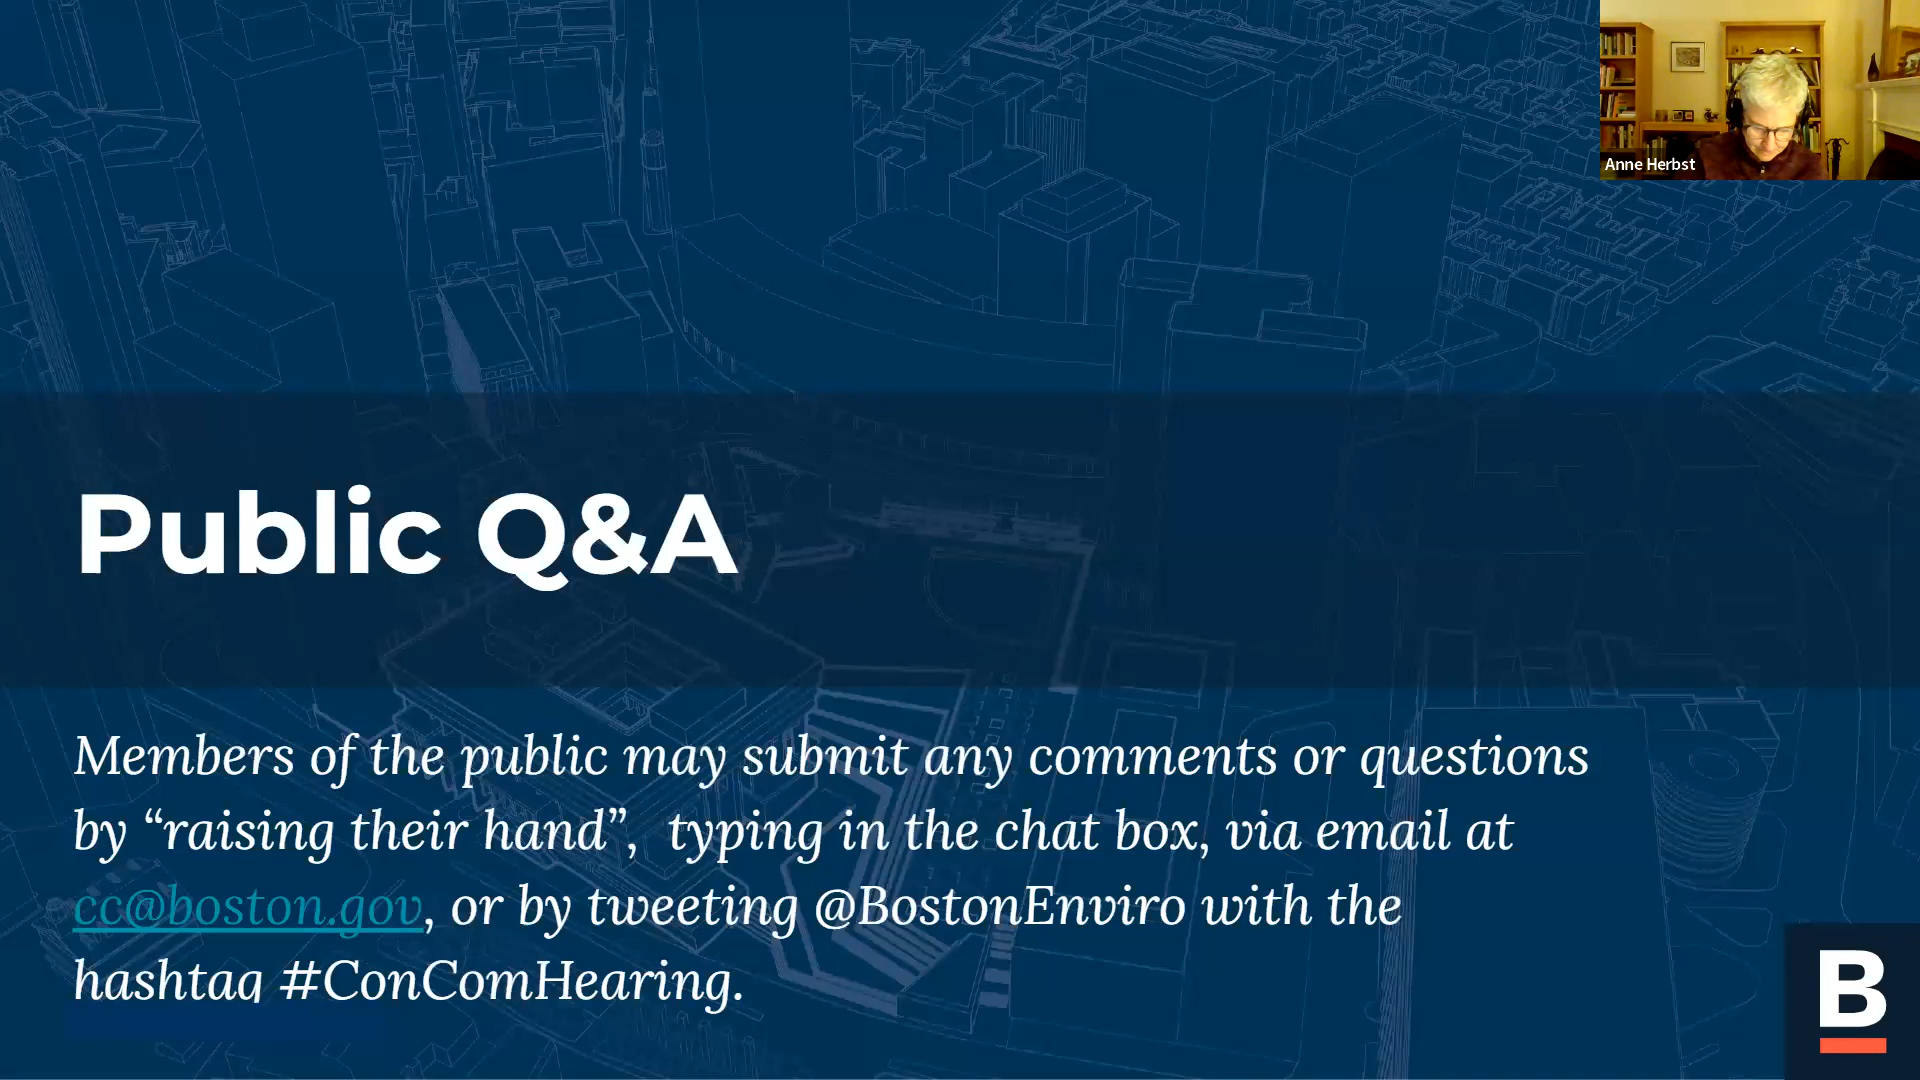 Anne Herbst
Public Q&A
Members of the public may submit any comments or questions
by “raising their hand”,  typing in the chat box, via email at
cc@boston.gov, or by tweeting @BostonEnviro with the
hashtag #ConComHearing.
B